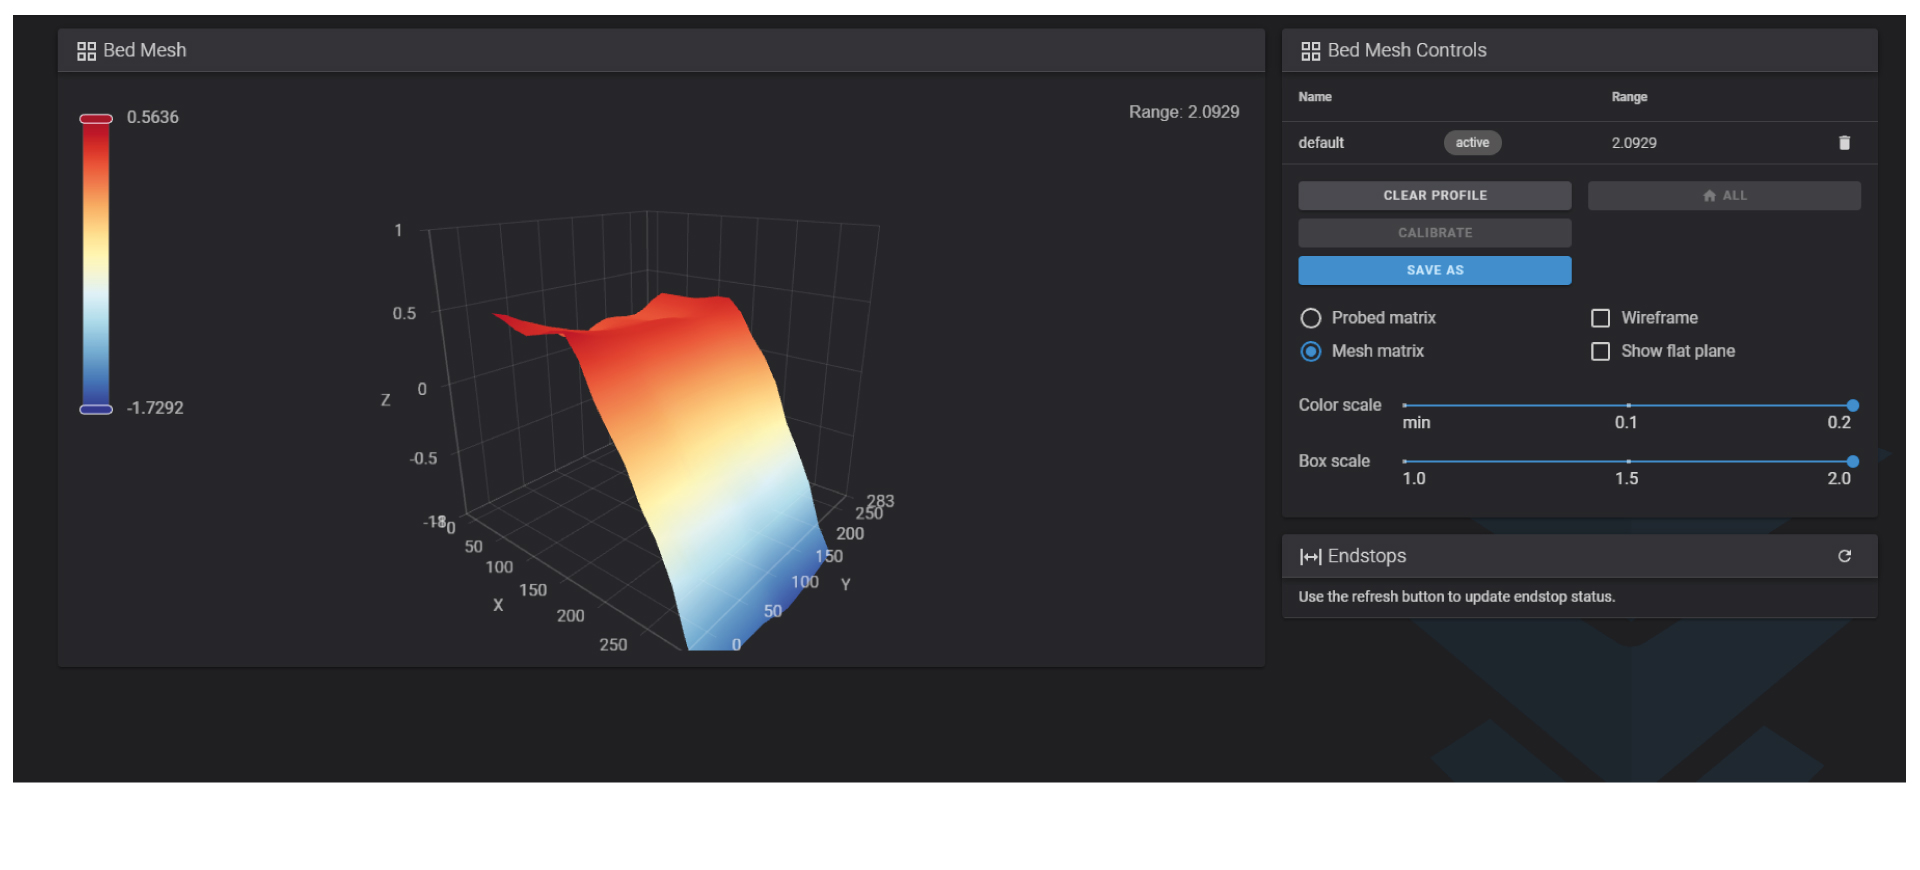 Bed Mesh
0.5636
-1.7292
Range: 2.0929
1
0.5
0
-0.5
-1
Z
0
50
100
150
200
250
X
283
250
200
150
100
50
0
Y
Bed Mesh Controls
Name Range
default active 2.0929
CLEAR PROFILE ALL
CALIBRATE
SAVE AS
Probed matrix Wireframe
Mesh matrix Show flat plane
Color scale
min 0.1 0.2
Box scale
1.0 1.5 2.0
Endstops
Use the refresh button to update endstop status.